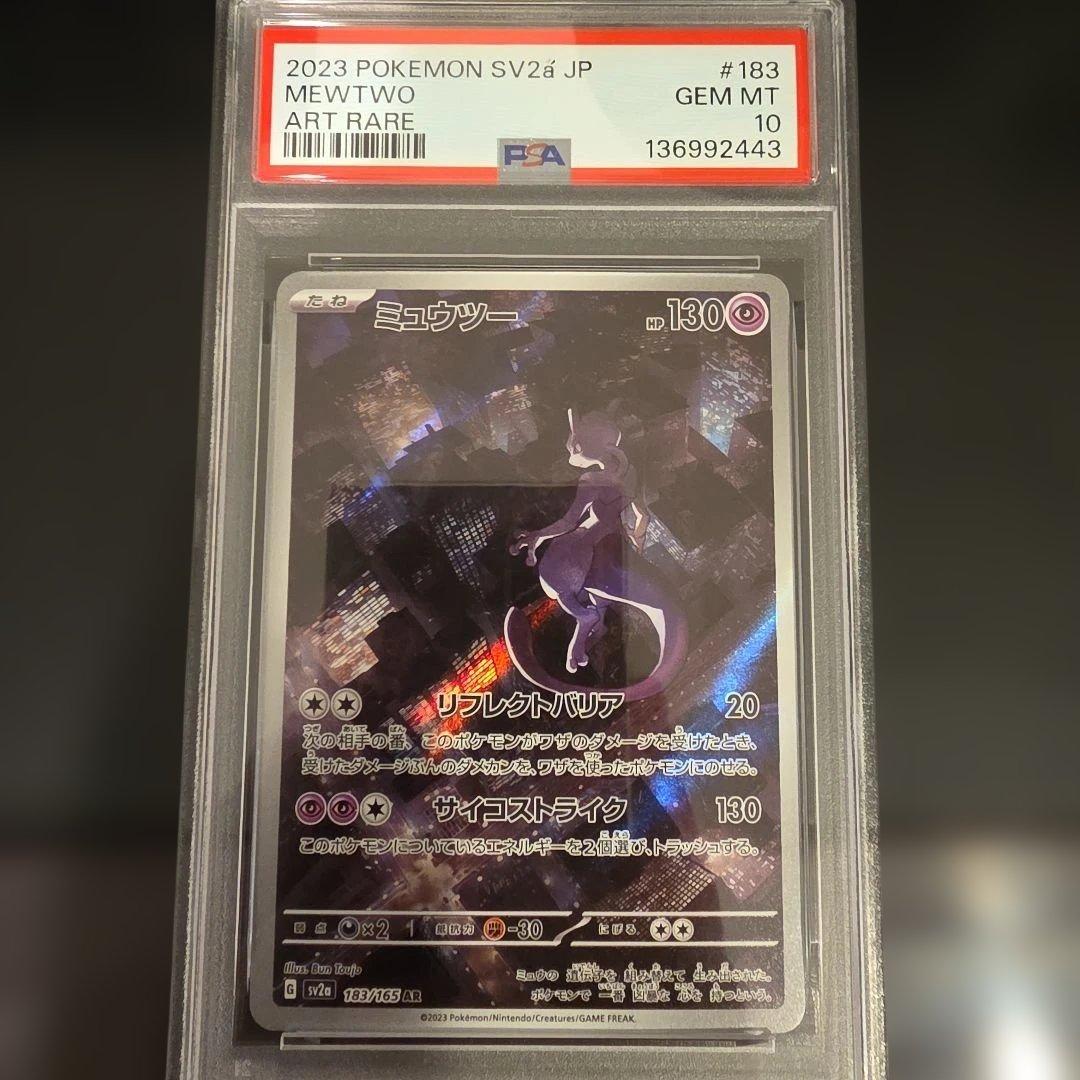 2023 POKEMON SV2a JP #183
MEWTWO GEM MT
ART RARE 10
PSA 136992443
たね ミュウツー HP 130
リフレクトバリア 20
次の相手の番、このポケモンがワザのダメージを受けたとき、
受けたダメージぶんのダメカンを、ワザを使ったポケモンにのせる。
サイコストライク 130
このポケモンについているエネルギーを2個選び、トラッシュする。
弱点 ×2 抵抗力 -30 にげる
Illus. Bun Toujo
ミュウの 遺伝子を 組み替えて 生み出された。
ポケモンで 一番 凶暴な 心を 持つという。
G sv2a 183/165 AR
©2023 Pokémon/Nintendo/Creatures/GAME FREAK.